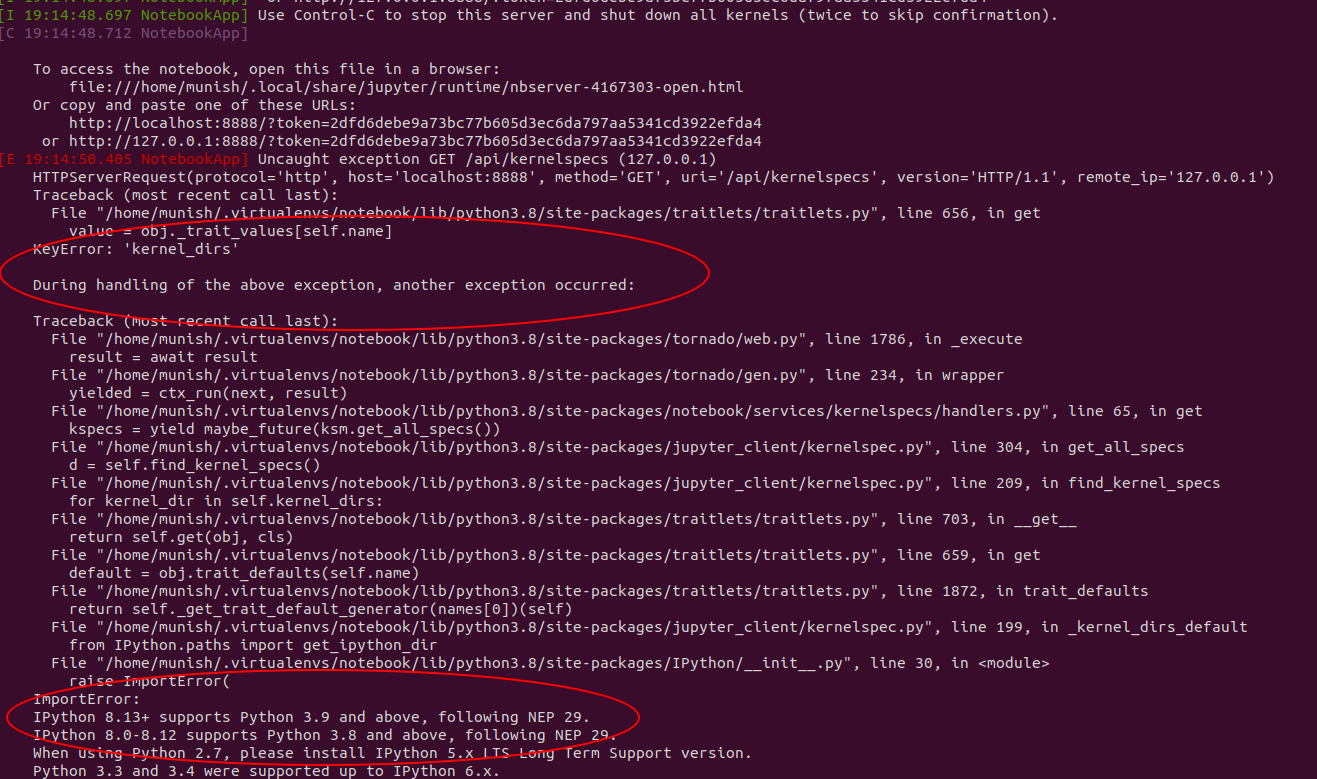 [I 19:14:48.697 NotebookApp] Use Control-C to stop this server and shut down all kernels (twice to skip confirmation).
[C 19:14:48.712 NotebookApp]
To access the notebook, open this file in a browser:
file:///home/munish/.local/share/jupyter/runtime/nbserver-4167303-open.html
Or copy and paste one of these URLs:
http://localhost:8888/?token=2dfd6debe9a73bc77b605d3ec6da797aa5341cd3922efda4
or http://127.0.0.1:8888/?token=2dfd6debe9a73bc77b605d3ec6da797aa5341cd3922efda4
[E 19:14:50.405 NotebookApp] Uncaught exception GET /api/kernelspecs (127.0.0.1)
HTTPServerRequest(protocol='http', host='localhost:8888', method='GET', uri='/api/kernelspecs', version='HTTP/1.1', remote_ip='127.0.0.1')
Traceback (most recent call last):
File "/home/munish/.virtualenvs/notebook/lib/python3.8/site-packages/traitlets/traitlets.py", line 656, in get
value = obj._trait_values[self.name]
KeyError: 'kernel_dirs'
During handling of the above exception, another exception occurred:
Traceback (most recent call last):
File "/home/munish/.virtualenvs/notebook/lib/python3.8/site-packages/tornado/web.py", line 1786, in _execute
result = await result
File "/home/munish/.virtualenvs/notebook/lib/python3.8/site-packages/tornado/gen.py", line 234, in wrapper
yielded = ctx_run(next, result)
File "/home/munish/.virtualenvs/notebook/lib/python3.8/site-packages/notebook/services/kernelspecs/handlers.py", line 65, in get
kspecs = yield maybe_future(ksm.get_all_specs())
File "/home/munish/.virtualenvs/notebook/lib/python3.8/site-packages/jupyter_client/kernelspec.py", line 304, in get_all_specs
d = self.find_kernel_specs()
File "/home/munish/.virtualenvs/notebook/lib/python3.8/site-packages/jupyter_client/kernelspec.py", line 209, in find_kernel_specs
for kernel_dir in self.kernel_dirs:
File "/home/munish/.virtualenvs/notebook/lib/python3.8/site-packages/traitlets/traitlets.py", line 703, in __get__
return self.get(obj, cls)
File "/home/munish/.virtualenvs/notebook/lib/python3.8/site-packages/traitlets/traitlets.py", line 659, in get
default = obj.trait_defaults(self.name)
File "/home/munish/.virtualenvs/notebook/lib/python3.8/site-packages/traitlets/traitlets.py", line 1872, in trait_defaults
return self._get_trait_default_generator(names[0])(self)
File "/home/munish/.virtualenvs/notebook/lib/python3.8/site-packages/jupyter_client/kernelspec.py", line 199, in _kernel_dirs_default
from IPython.paths import get_ipython_dir
File "/home/munish/.virtualenvs/notebook/lib/python3.8/site-packages/IPython/__init__.py", line 30, in <module>
raise ImportError(
ImportError:
IPython 8.13+ supports Python 3.9 and above, following NEP 29.
IPython 8.0-8.12 supports Python 3.8 and above, following NEP 29.
When using Python 2.7, please install IPython 5.x LTS Long Term Support version.
Python 3.3 and 3.4 were supported up to IPython 6.x.